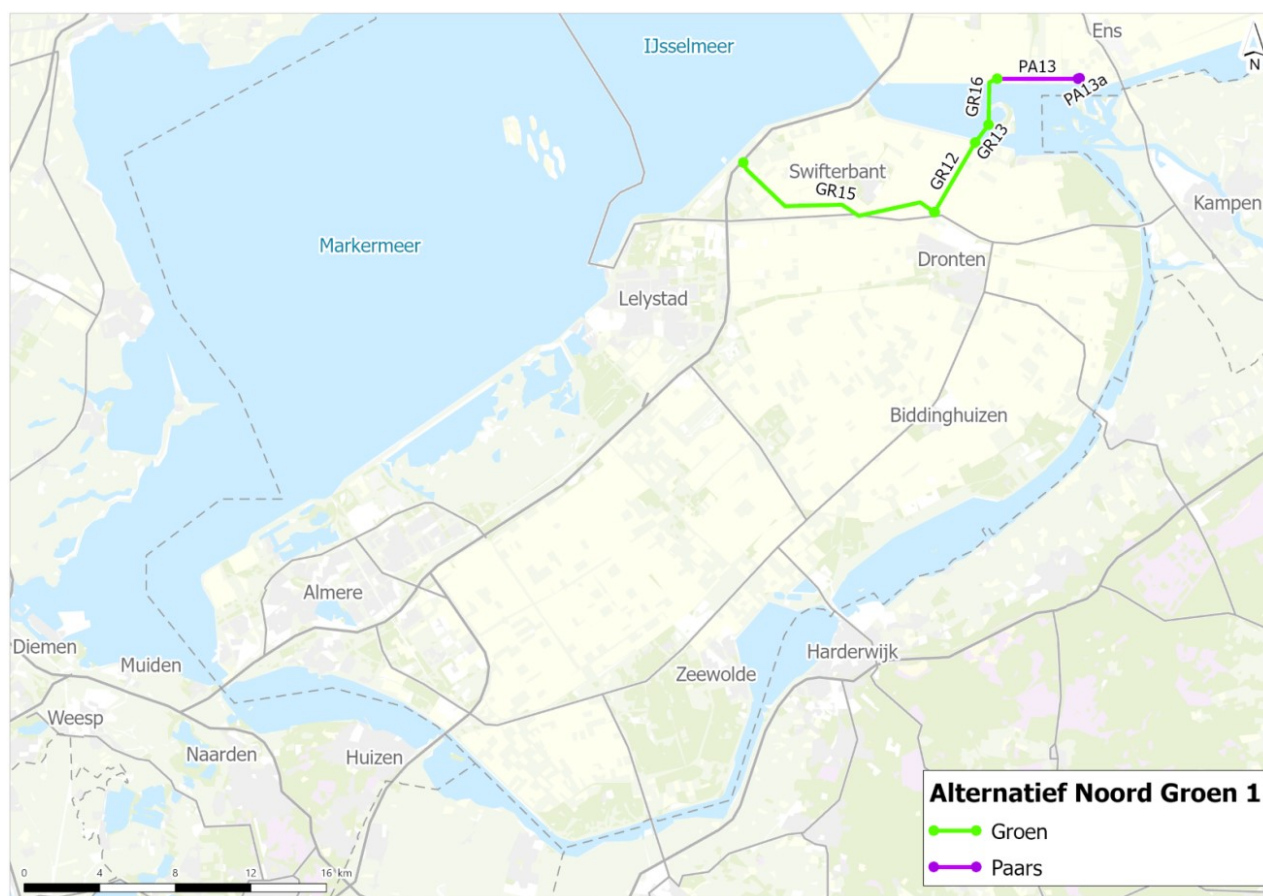 IJsselmeer
Ens
N
PA13
PA13a
GR16
GR13
GR12
Swifterbant
GR15
Kampen
Markermeer
Dronten
Lelystad
Biddinghuizen
Almere
Diemen
Muiden
Harderwijk
Zeewolde
Weesp
Naarden
Huizen
Alternatief Noord Groen 1
Groen
Paars
0 4 8 12 16 km